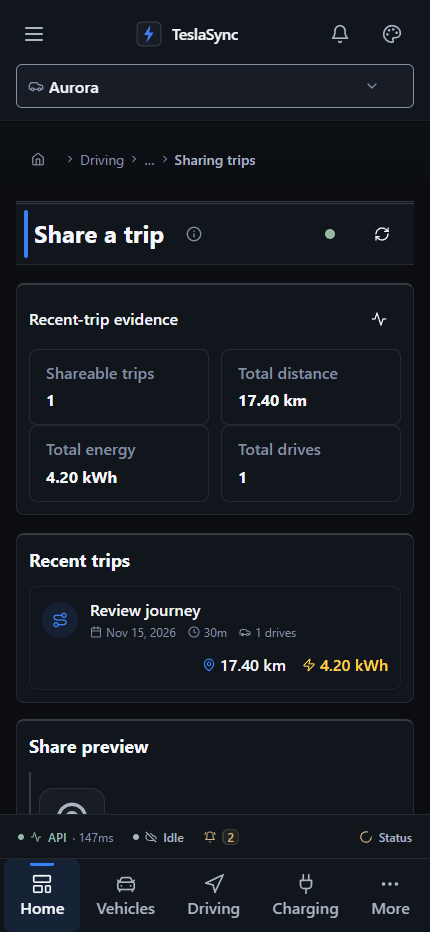 TeslaSync
Aurora
Driving ... Sharing trips
Share a trip
Recent-trip evidence
Shareable trips
1
Total distance
17.40 km
Total energy
4.20 kWh
Total drives
1
Recent trips
Review journey
Nov 15, 2026 30m 1 drives
17.40 km 4.20 kWh
Share preview
API · 147ms Idle 2 Status
Home Vehicles Driving Charging More